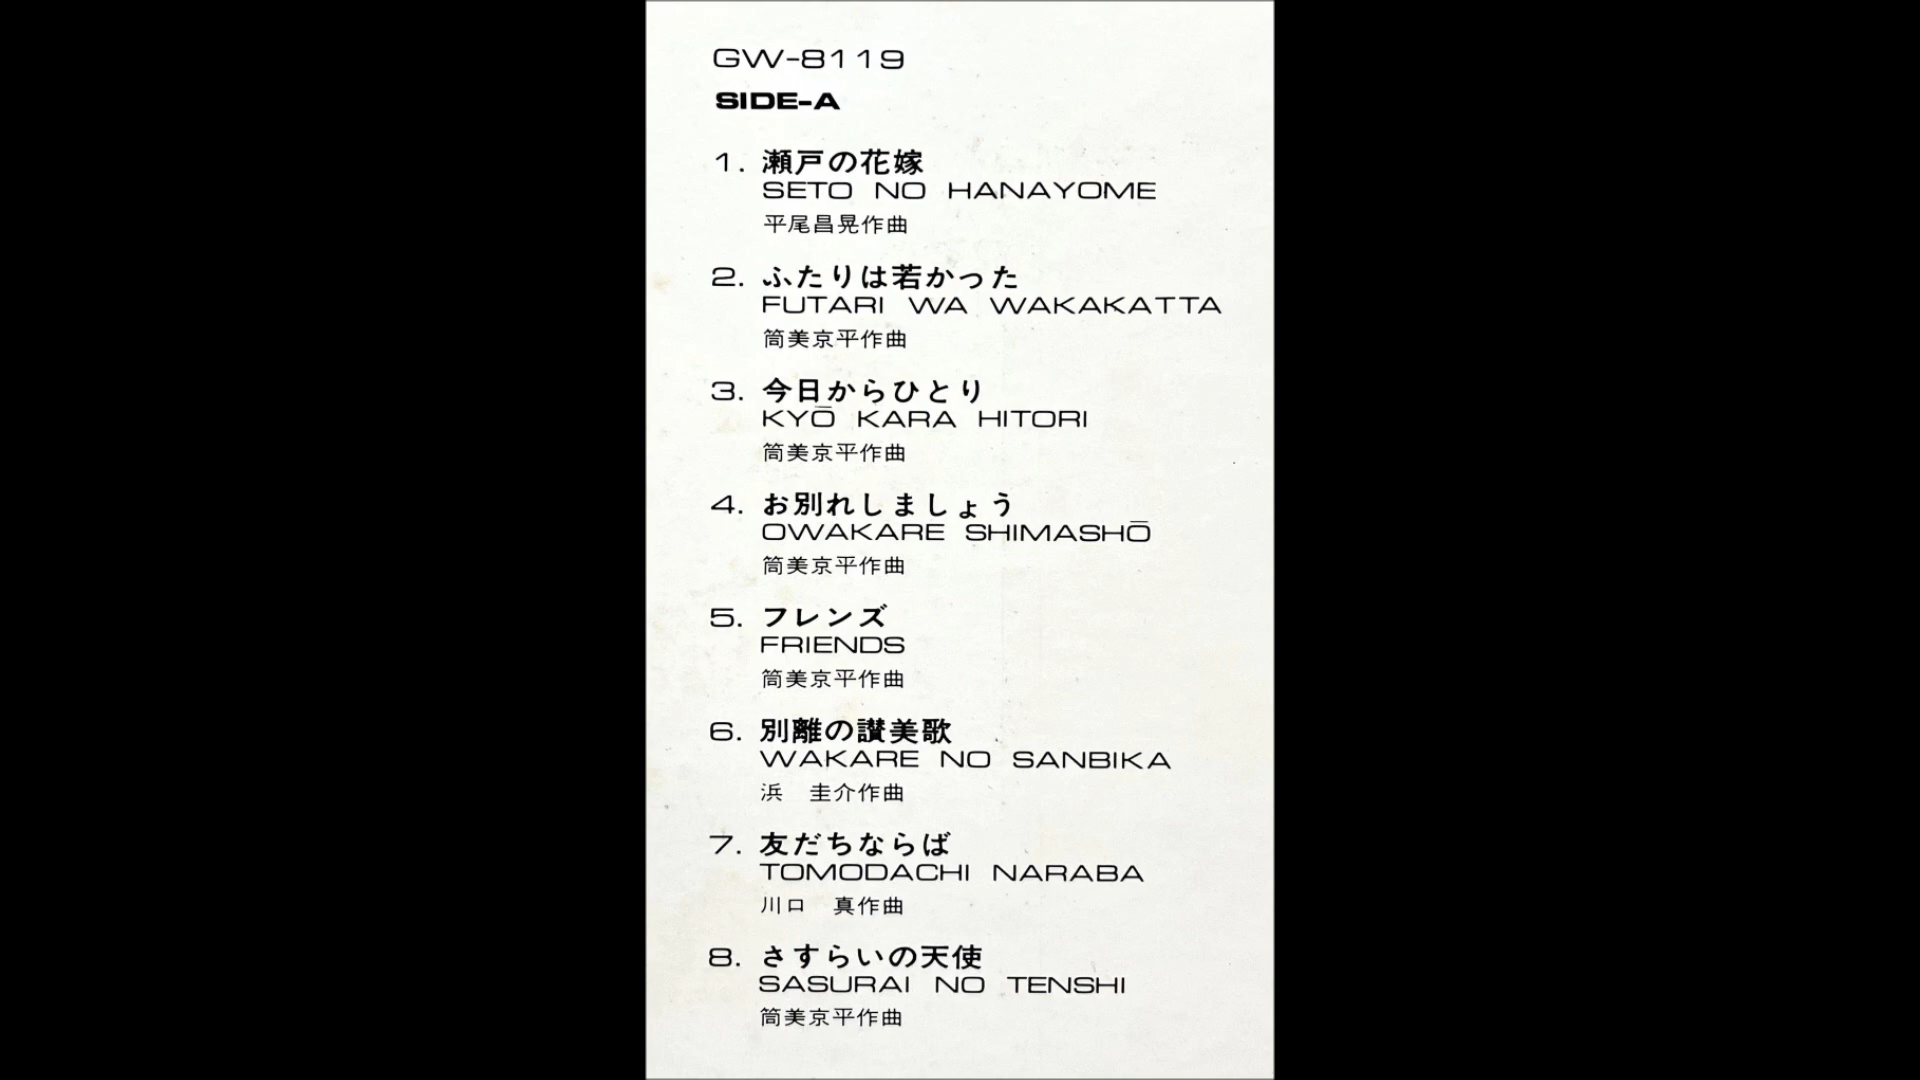 GW-8119
SIDE-A
1. 瀬戸の花嫁
SETO NO HANAYOME
平尾昌晃作曲
2. ふたりは若かった
FUTARI WA WAKAKATTA
筒美京平作曲
3. 今日からひとり
KYŌ KARA HITORI
筒美京平作曲
4. お別れしましょう
OWAKARE SHIMASHŌ
筒美京平作曲
5. フレンズ
FRIENDS
筒美京平作曲
6. 別離の讃美歌
WAKARE NO SANBIKA
浜　圭介作曲
7. 友だちならば
TOMODACHI NARABA
川口　真作曲
8. さすらいの天使
SASURAI NO TENSHI
筒美京平作曲